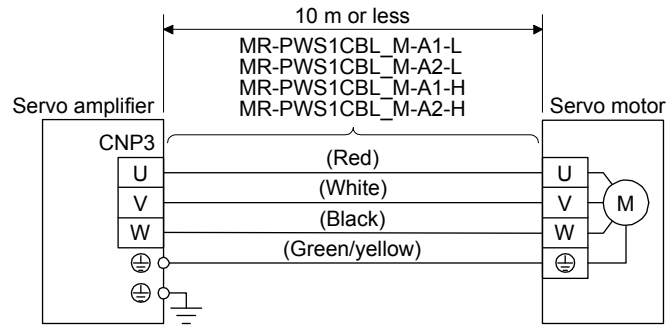 10 m or less
MR-PWS1CBL_M-A1-L
MR-PWS1CBL_M-A2-L
MR-PWS1CBL_M-A1-H
MR-PWS1CBL_M-A2-H
Servo amplifier
Servo motor
CNP3
(Red)
U
U
(White)
V
V
M
(Black)
W
W
(Green/yellow)